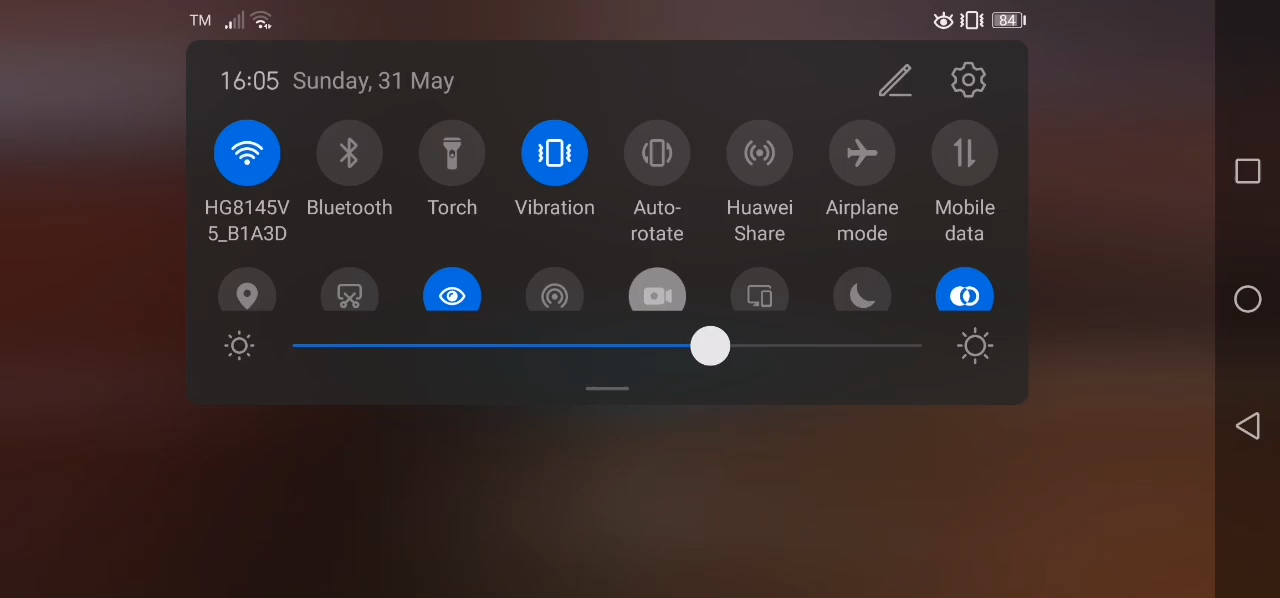 TM
84
16:05 Sunday, 31 May
HG8145V
5_B1A3D
Bluetooth
Torch
Vibration
Auto-
rotate
Huawei
Share
Airplane
mode
Mobile
data